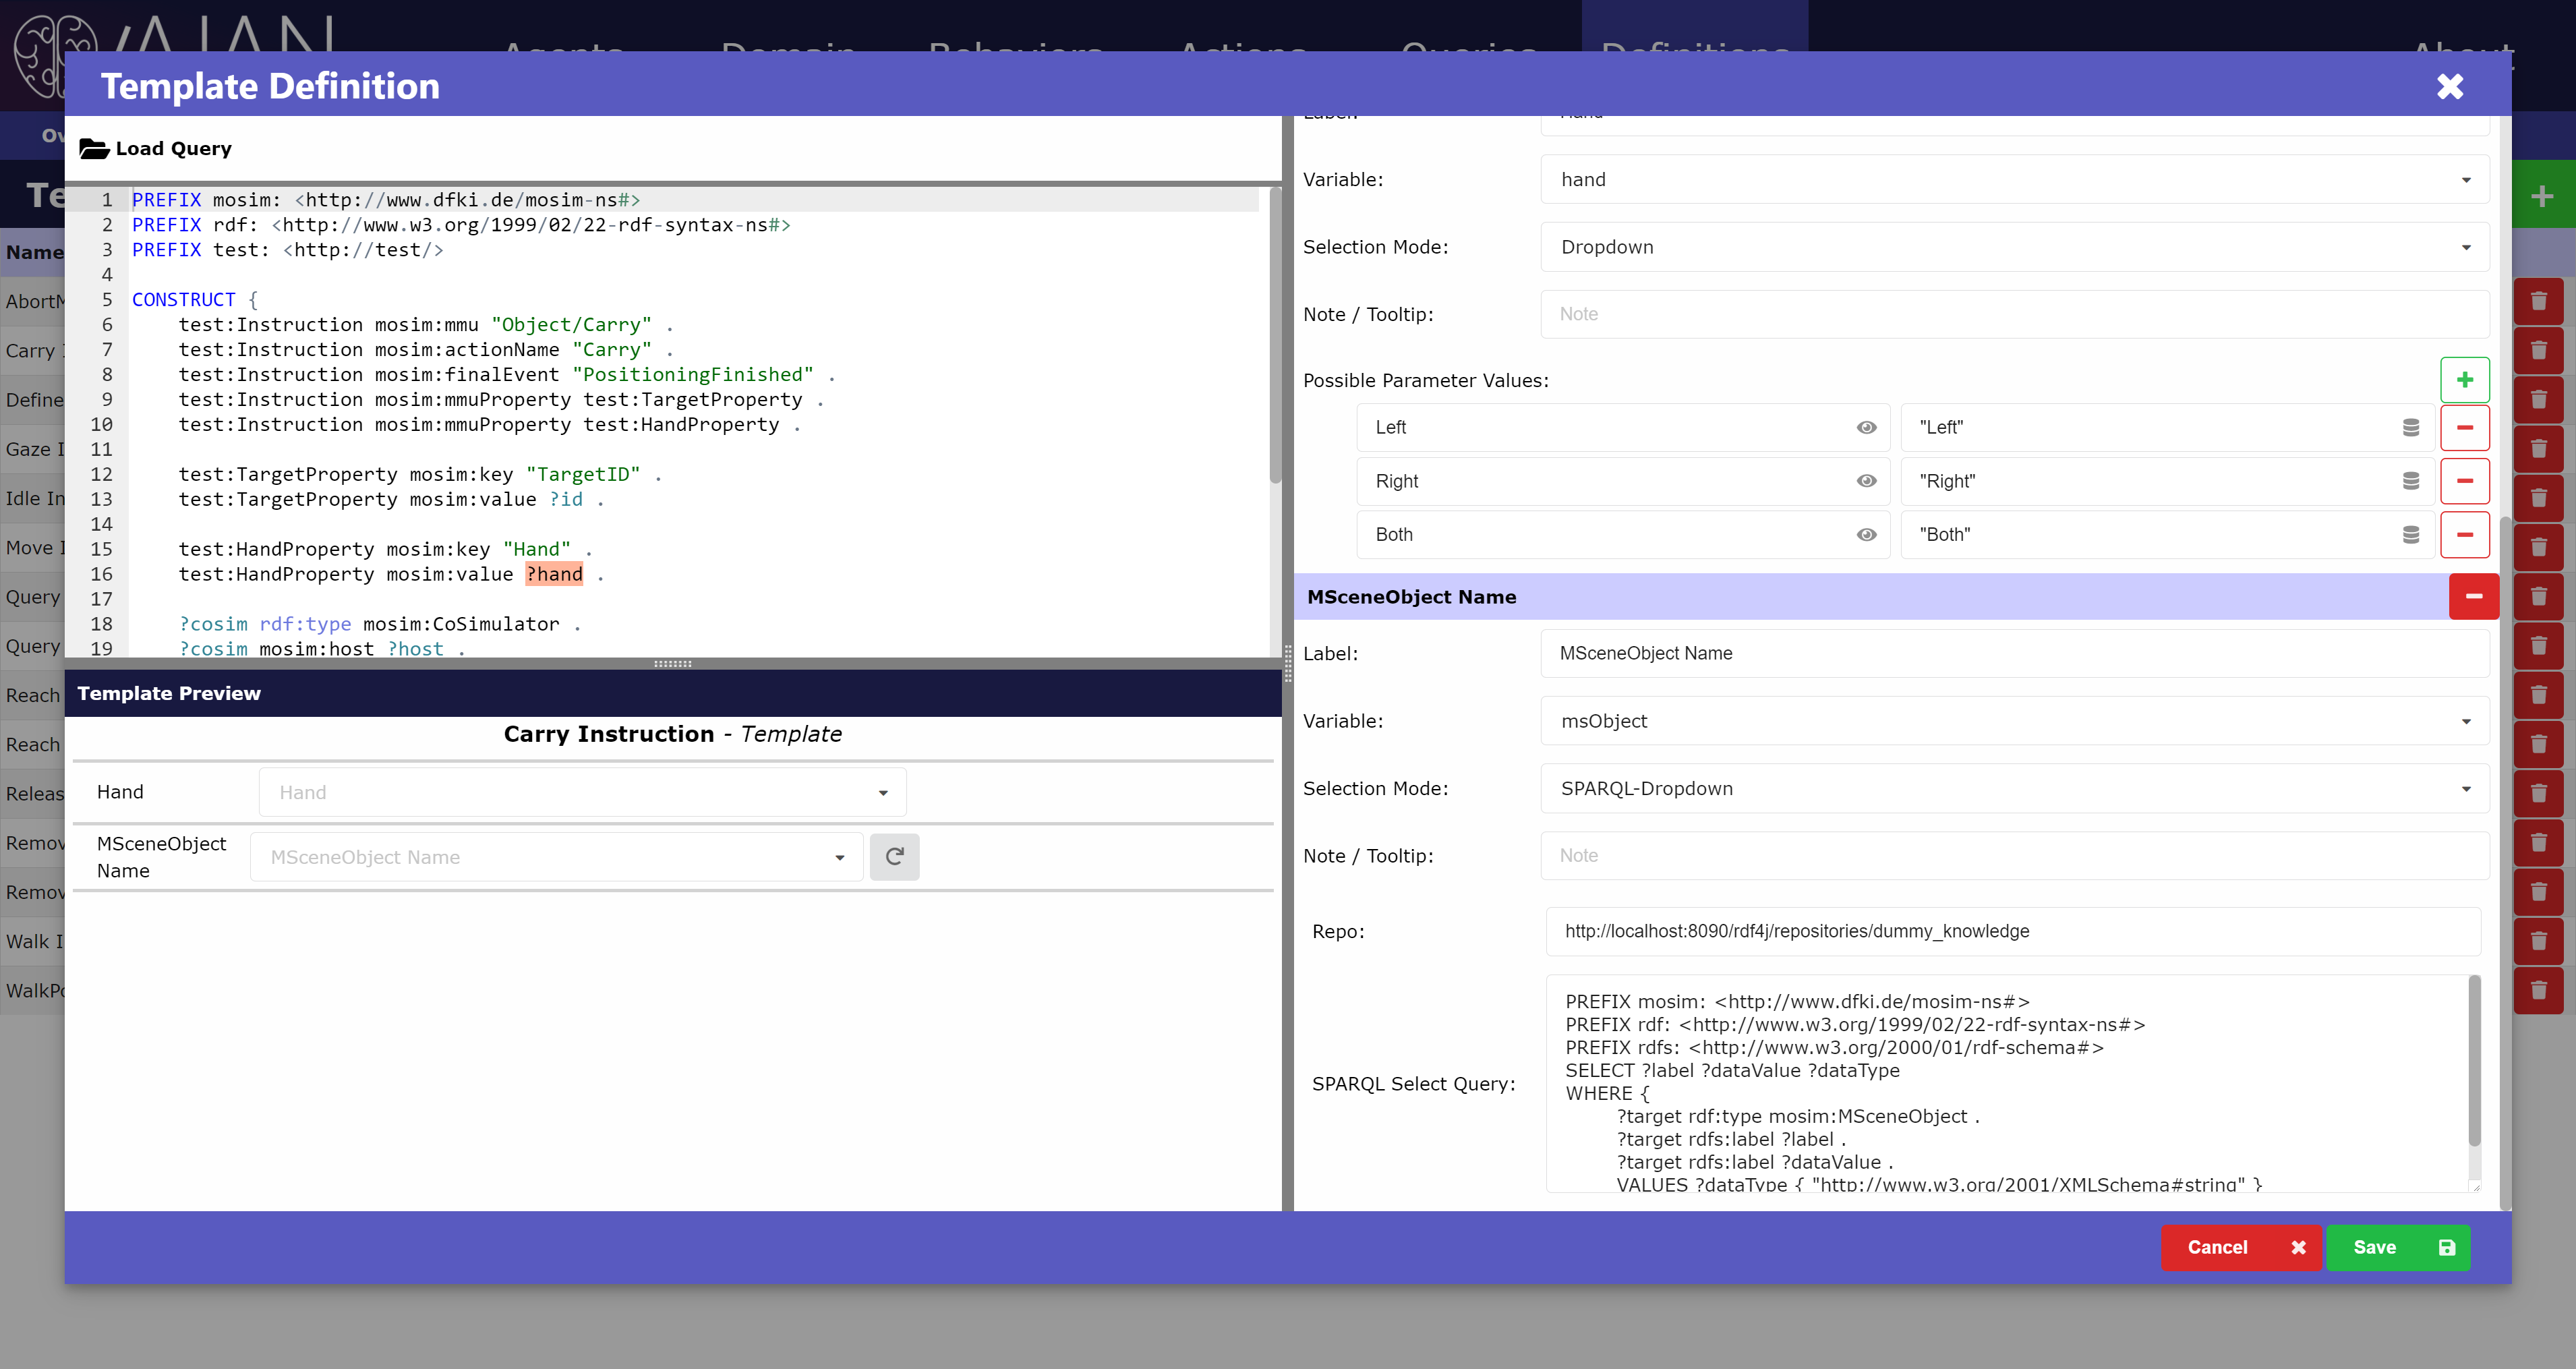 AJAN
Agents
Domain
Behaviors
Actions
Queries
Definitions
About
Template Definition
Load Query
1 PREFIX mosim: <http://www.dfki.de/mosim-ns#>
2 PREFIX rdf: <http://www.w3.org/1999/02/22-rdf-syntax-ns#>
3 PREFIX test: <http://test/>
4
5 CONSTRUCT {
6 test:Instruction mosim:mmu "Object/Carry" .
7 test:Instruction mosim:actionName "Carry" .
8 test:Instruction mosim:finalEvent "PositioningFinished" .
9 test:Instruction mosim:mmuProperty test:TargetProperty .
10 test:Instruction mosim:mmuProperty test:HandProperty .
11
12 test:TargetProperty mosim:key "TargetID" .
13 test:TargetProperty mosim:value ?id .
14
15 test:HandProperty mosim:key "Hand" .
16 test:HandProperty mosim:value ?hand .
17
18 ?cosim rdf:type mosim:CoSimulator .
19 ?cosim mosim:host ?host .
Template Preview
Carry Instruction - Template
Hand
Hand
MSceneObject
Name
MSceneObject Name
Label:
Hand
Variable:
hand
Selection Mode:
Dropdown
Note / Tooltip:
Note
Possible Parameter Values:
Left
"Left"
Right
"Right"
Both
"Both"
MSceneObject Name
Label:
MSceneObject Name
Variable:
msObject
Selection Mode:
SPARQL-Dropdown
Note / Tooltip:
Note
Repo:
http://localhost:8090/rdf4j/repositories/dummy_knowledge
SPARQL Select Query:
PREFIX mosim: <http://www.dfki.de/mosim-ns#>
PREFIX rdf: <http://www.w3.org/1999/02/22-rdf-syntax-ns#>
PREFIX rdfs: <http://www.w3.org/2000/01/rdf-schema#>
SELECT ?label ?dataValue ?dataType
WHERE {
?target rdf:type mosim:MSceneObject .
?target rdfs:label ?label .
?target rdfs:label ?dataValue .
VALUES ?dataType { "http://www.w3.org/2001/XMLSchema#string" }
Cancel
Save
Ov
Te
Name
AbortM
Carry I
Define
Gaze I
Idle In
Move I
Query
Query
Reach
Reach
Releas
Remov
Remov
Walk I
WalkPo